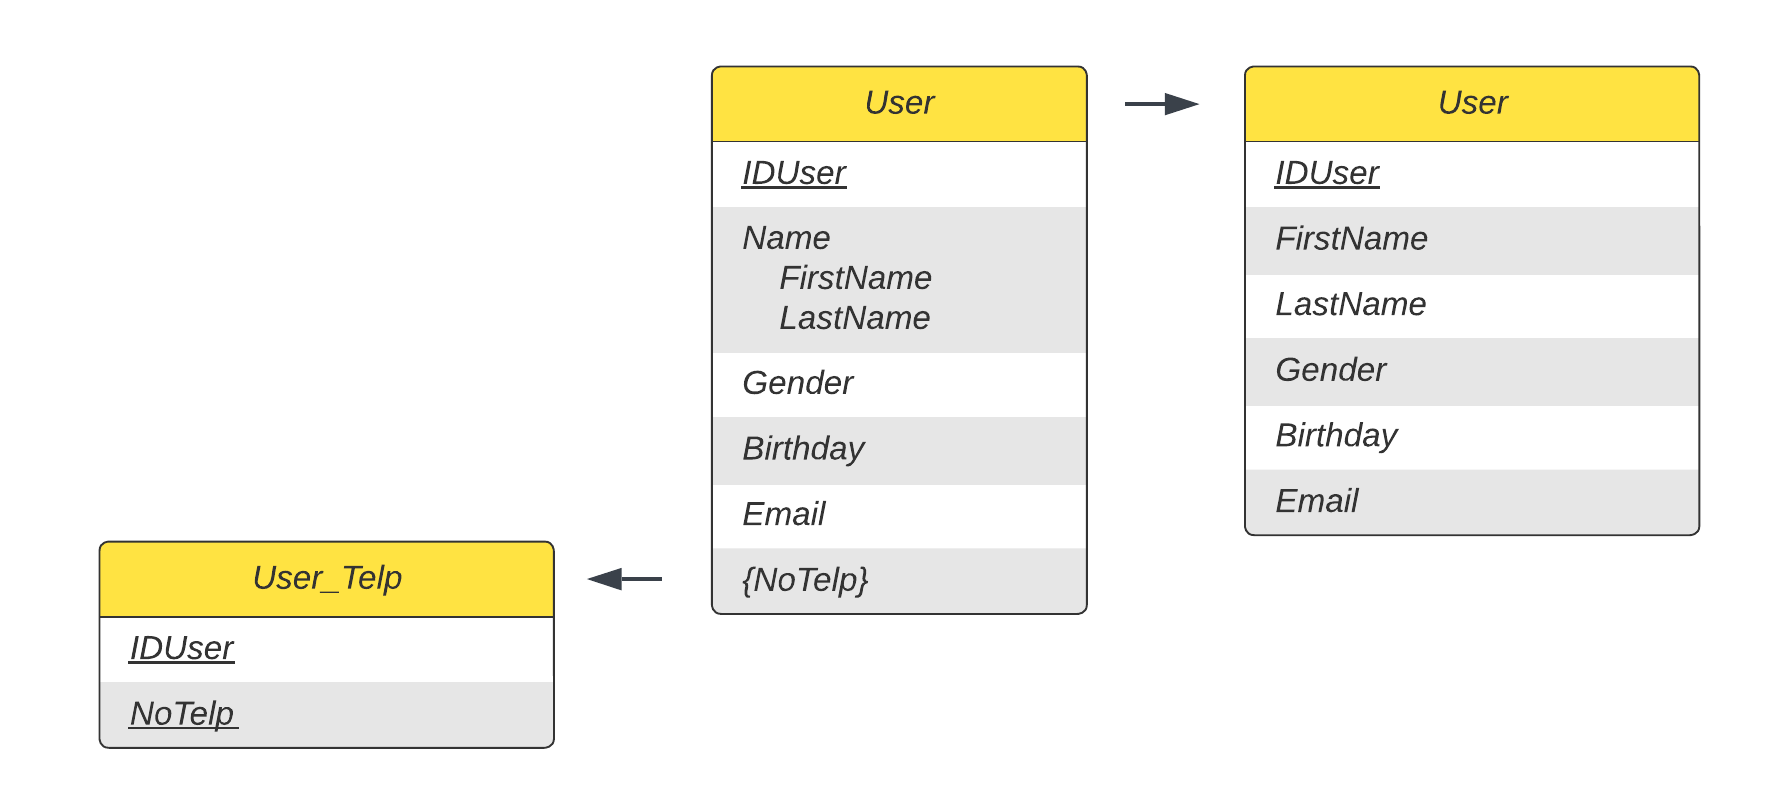 User
IDUser
Name
FirstName
LastName
Gender
Birthday
Email
{NoTelp}
User
IDUser
FirstName
LastName
Gender
Birthday
Email
User_Telp
IDUser
NoTelp